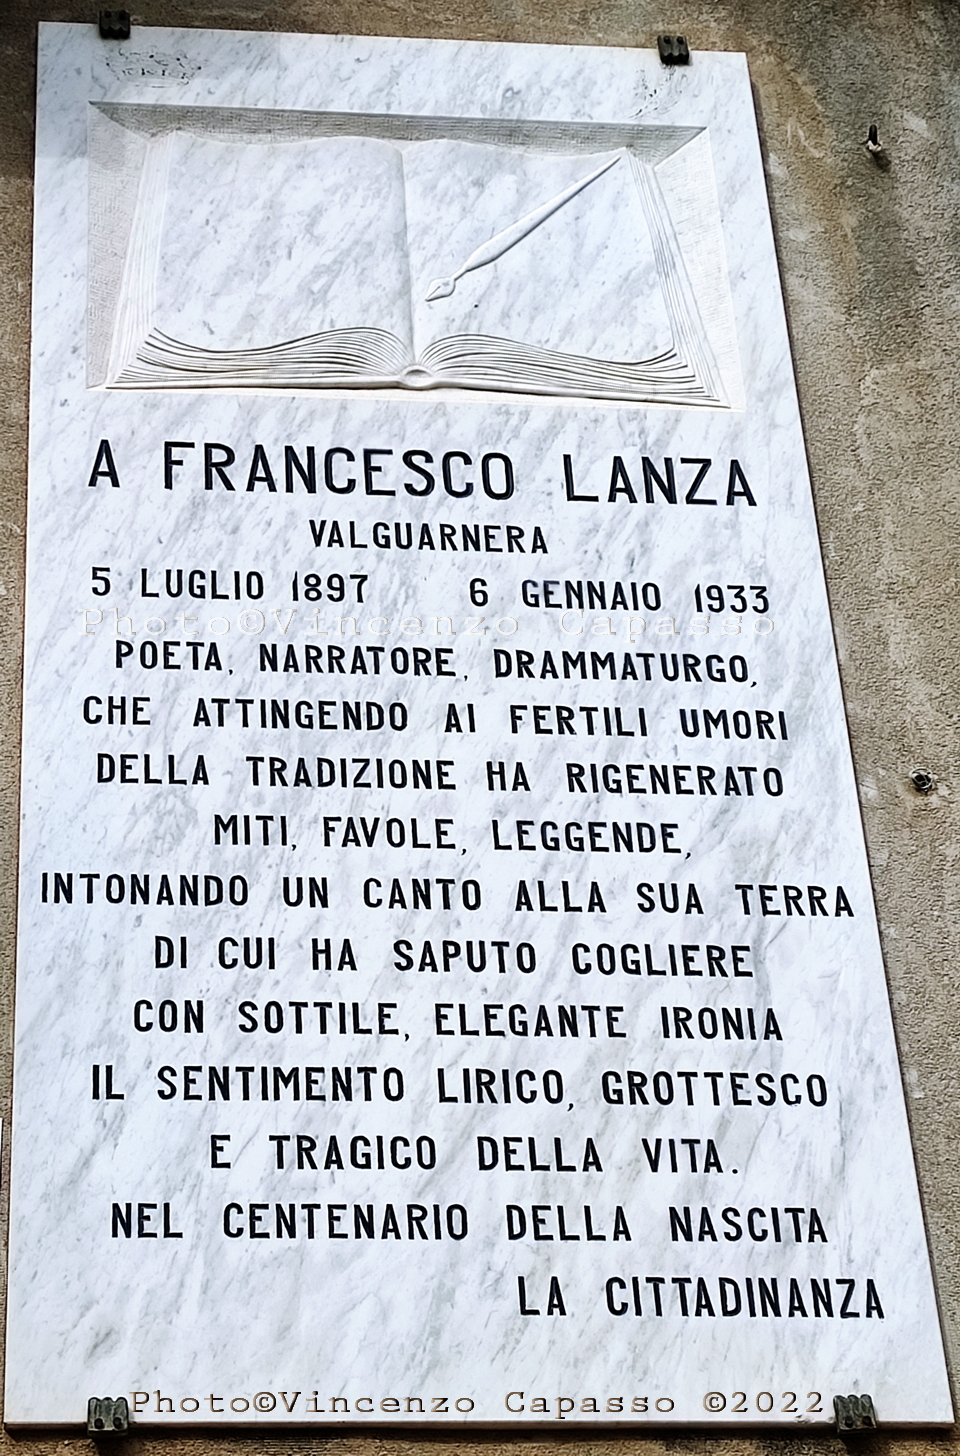 A FRANCESCO LANZA
VALGUARNERA
5 LUGLIO 1897 6 GENNAIO 1933
Photo©Vincenzo Capasso
POETA, NARRATORE, DRAMMATURGO,
CHE ATTINGENDO AI FERTILI UMORI
DELLA TRADIZIONE HA RIGENERATO
MITI, FAVOLE, LEGGENDE,
INTONANDO UN CANTO ALLA SUA TERRA
DI CUI HA SAPUTO COGLIERE
CON SOTTILE, ELEGANTE IRONIA
IL SENTIMENTO LIRICO, GROTTESCO
E TRAGICO DELLA VITA.
NEL CENTENARIO DELLA NASCITA
LA CITTADINANZA
Photo©Vincenzo Capasso ©2022